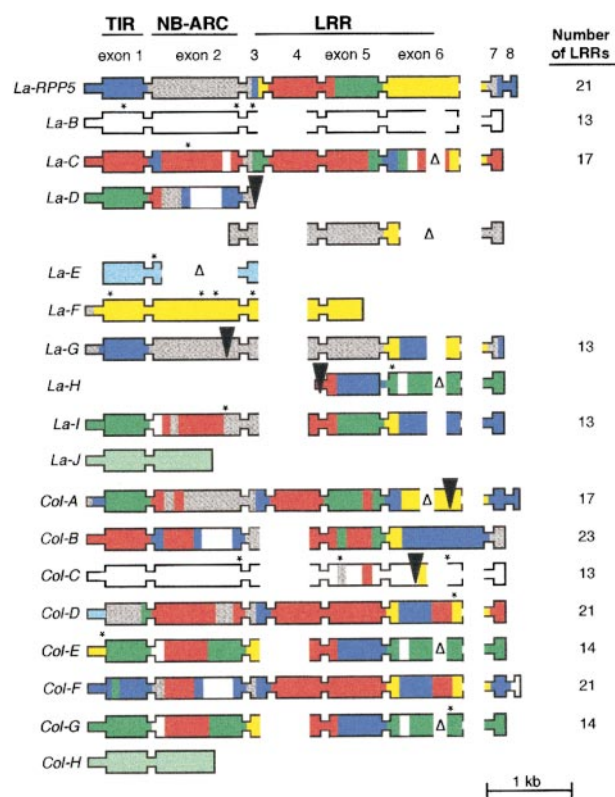 TIR NB-ARC LRR Number of LRRs
exon 1 exon 2 3 4 exon 5 exon 6 7 8
La-RPP5 21
* * *
La-B 13
*
La-C Δ 17
La-D
Δ
*
La-E Δ
* * * *
La-F
La-G 13
*
La-H Δ
*
La-I 13
La-J
Col-A Δ 17
Col-B 23
* * *
Col-C 13
*
Col-D 21
*
Col-E Δ 14
Col-F 21
*
Col-G Δ 14
Col-H
1 kb